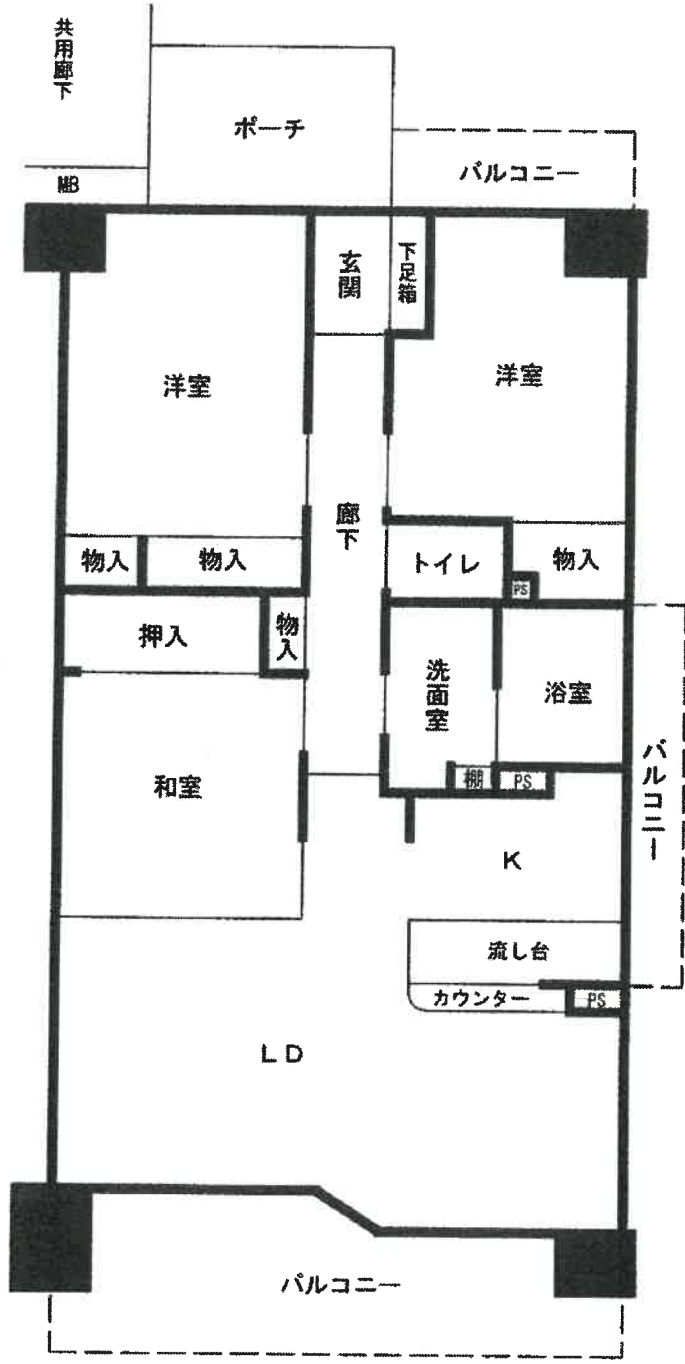 共用廊下
ポーチ
バルコニー
MB
玄関
下足箱
洋室
洋室
廊下
物入
物入
トイレ
物入
PS
押入
物入
洗面室
浴室
バルコニー
和室
棚
PS
K
流し台
カウンター
PS
LD
バルコニー